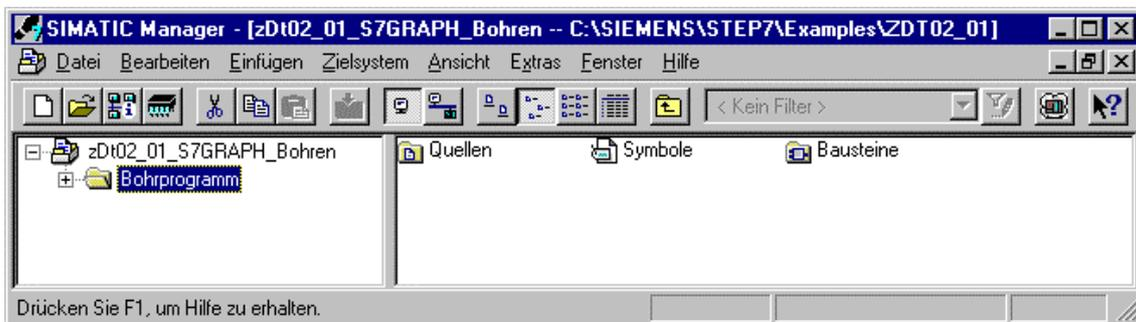 SIMATIC Manager - [zDt02_01_S7GRAPH_Bohren -- C:\SIEMENS\STEP7\Examples\ZDT02_01]
Datei Bearbeiten Einfügen Zielsystem Ansicht Extras Fenster Hilfe
< Kein Filter >
zDt02_01_S7GRAPH_Bohren
Bohrprogramm
Quellen Symbole Bausteine
Drücken Sie F1, um Hilfe zu erhalten.